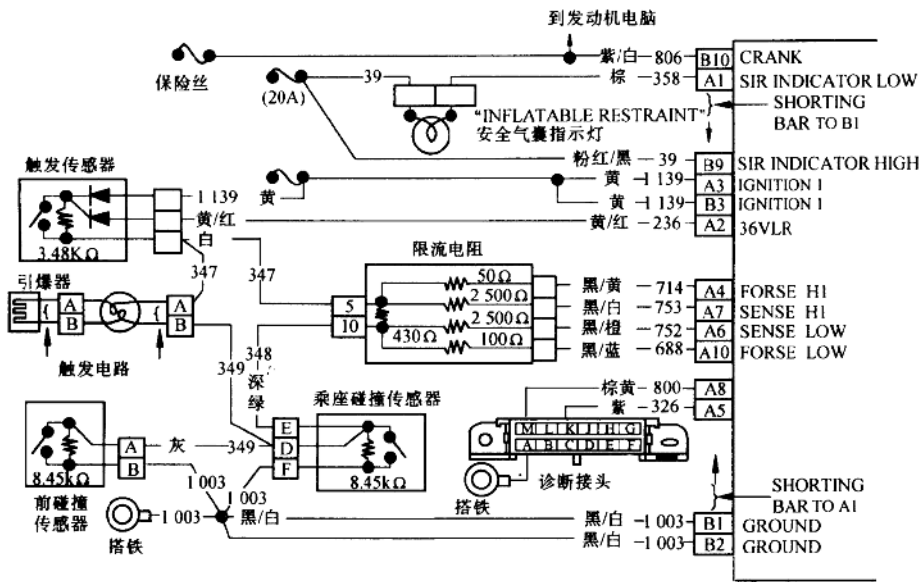 到发动机电脑
保险丝
紫/白 806 B10 CRANK
39 棕 358 A1 SIR INDICATOR LOW
(20A)
"INFLATABLE RESTRAINT"
安全气囊指示灯
SHORTING
BAR TO B1
触发传感器
粉红/黑 39 B9 SIR INDICATOR HIGH
黄 黄 1 139 A3 IGNITION 1
1 139 黄 1 139 B3 IGNITION 1
黄/红 黄/红 236 A2 36VLR
白
3.48KΩ
347 347
限流电阻
引爆器
A A
B B
触发电路
5
10
50Ω 黑/黄 714 A4 FORSE H1
2 500Ω 黑/白 753 A7 SENSE H1
2 500Ω 黑/橙 752 A6 SENSE LOW
430Ω 100Ω 黑/蓝 688 A10 FORSE LOW
349 348
深
绿
乘座碰撞传感器
棕黄 800 A8
紫 326 A5
M L K J I H G
A B C D E F
诊断接头
搭铁
E
D
F
灰 349
A
B
8.45kΩ
8.45kΩ
前碰撞
传感器
1 003 1 003
搭铁
1 003 黑/白
SHORTING
BAR TO A1
黑/白 1 003 B1 GROUND
黑/白 1 003 B2 GROUND